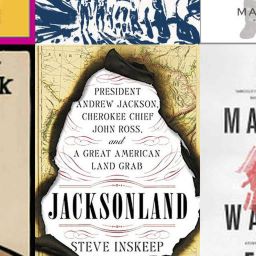 MA
k
PRESIDENT
ANDREW JACKSON,
CHEROKEE CHIEF
JOHN ROSS,
and
A GREAT AMERICAN
LAND GRAB
JACKSONLAND
STEVE INSKEEP
MA
WA